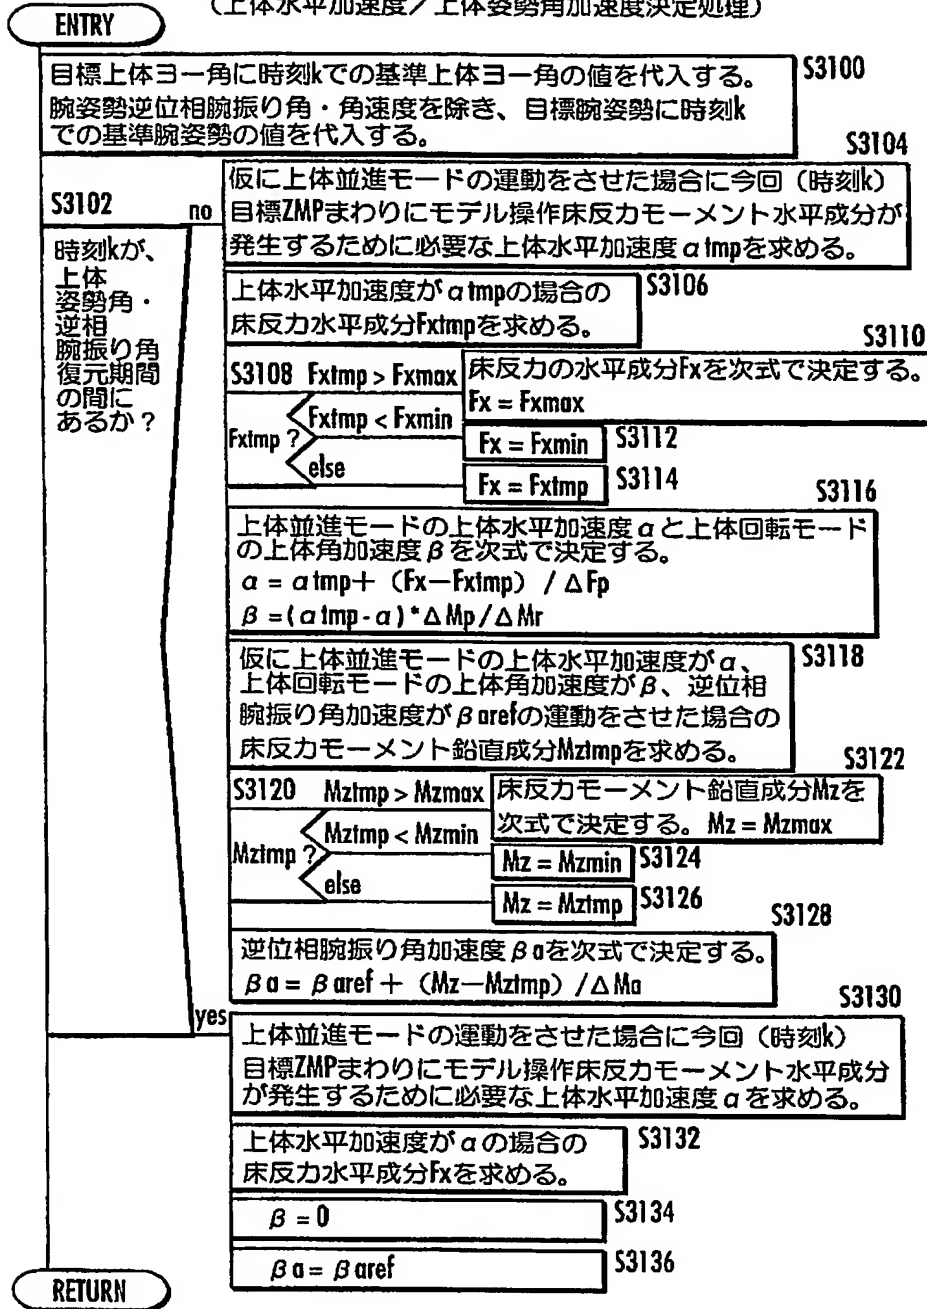 (上体水平加速度/上体姿勢角加速度決定処理)
ENTRY
目標上体ヨー角に時刻kでの基準上体ヨー角の値を代入する。
腕姿勢逆位相腕振り角・角速度を除き、目標腕姿勢に時刻k
での基準腕姿勢の値を代入する。
S3100
S3102
時刻kが、
上体
姿勢角・
逆相
腕振り角
復元期間
の間に
あるか?
no
S3104
仮に上体並進モードの運動をさせた場合に今回(時刻k)
目標ZMPまわりにモデル操作床反力モーメント水平成分が
発生するために必要な上体水平加速度αtmpを求める。
上体水平加速度がαtmpの場合の
床反力水平成分Fxtmpを求める。
S3106
S3108
Fxtmp ?
Fxtmp > Fxmax
S3110
床反力の水平成分Fxを次式で決定する。
Fx = Fxmax
Fxtmp < Fxmin
Fx = Fxmin
S3112
else
Fx = Fxtmp
S3114
S3116
上体並進モードの上体水平加速度αと上体回転モード
の上体角加速度βを次式で決定する。
α = αtmp+ (Fx-Fxtmp) / ΔFp
β =(αtmp-α)*ΔMp/ΔMr
仮に上体並進モードの上体水平加速度がα、
上体回転モードの上体角加速度がβ、逆位相
腕振り角加速度がβarefの運動をさせた場合の
床反力モーメント鉛直成分Mztmpを求める。
S3118
S3120
Mztmp ?
Mztmp > Mzmax
S3122
床反力モーメント鉛直成分Mzを
次式で決定する。Mz = Mzmax
Mztmp < Mzmin
Mz = Mzmin
S3124
else
Mz = Mztmp
S3126
S3128
逆位相腕振り角加速度βaを次式で決定する。
βa = βaref + (Mz-Mztmp) /ΔMa
yes
S3130
上体並進モードの運動をさせた場合に今回(時刻k)
目標ZMPまわりにモデル操作床反力モーメント水平成分
が発生するために必要な上体水平加速度αを求める。
上体水平加速度がαの場合の
床反力水平成分Fxを求める。
S3132
β = 0
S3134
βa = βaref
S3136
RETURN